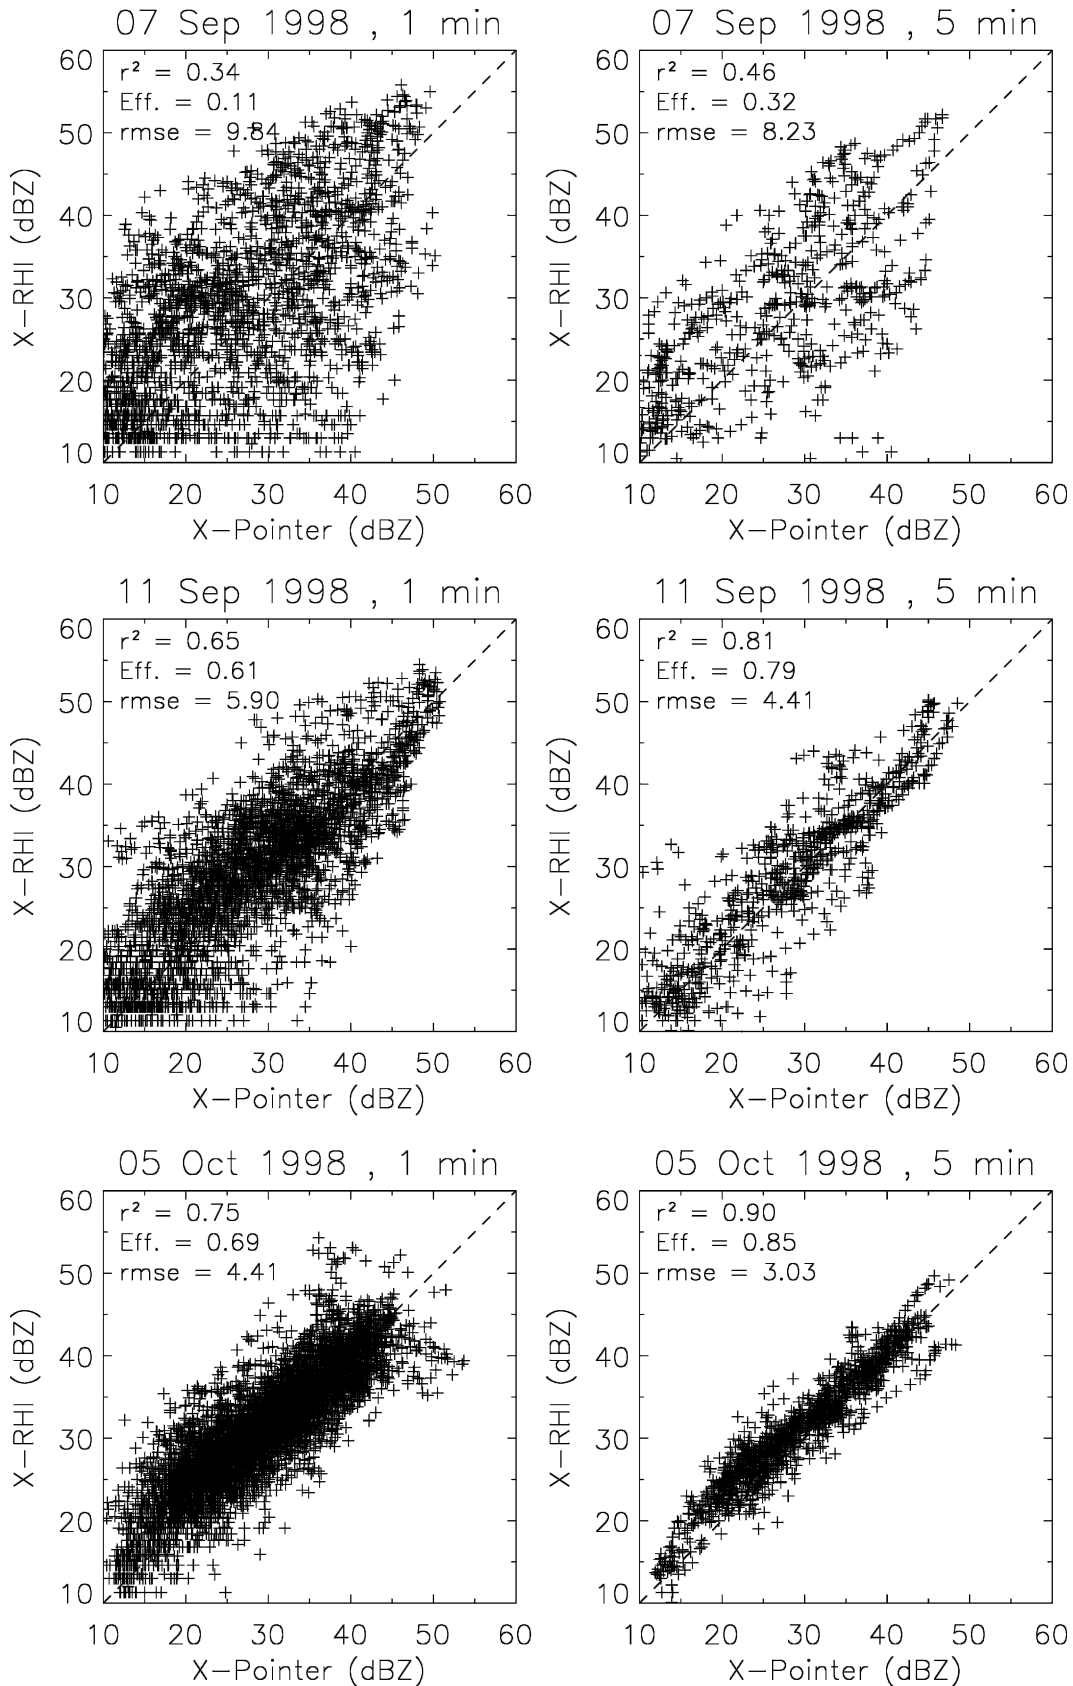 07 Sep 1998 , 1 min
r² = 0.34
Eff. = 0.11
rmse = 9.84
60
50
40
30
20
10
X-RHI (dBZ)
10 20 30 40 50 60
X-Pointer (dBZ)
07 Sep 1998 , 5 min
r² = 0.46
Eff. = 0.32
rmse = 8.23
60
50
40
30
20
10
X-RHI (dBZ)
10 20 30 40 50 60
X-Pointer (dBZ)
11 Sep 1998 , 1 min
r² = 0.65
Eff. = 0.61
rmse = 5.90
60
50
40
30
20
10
X-RHI (dBZ)
10 20 30 40 50 60
X-Pointer (dBZ)
11 Sep 1998 , 5 min
r² = 0.81
Eff. = 0.79
rmse = 4.41
60
50
40
30
20
10
X-RHI (dBZ)
10 20 30 40 50 60
X-Pointer (dBZ)
05 Oct 1998 , 1 min
r² = 0.75
Eff. = 0.69
rmse = 4.41
60
50
40
30
20
10
X-RHI (dBZ)
10 20 30 40 50 60
X-Pointer (dBZ)
05 Oct 1998 , 5 min
r² = 0.90
Eff. = 0.85
rmse = 3.03
60
50
40
30
20
10
X-RHI (dBZ)
10 20 30 40 50 60
X-Pointer (dBZ)